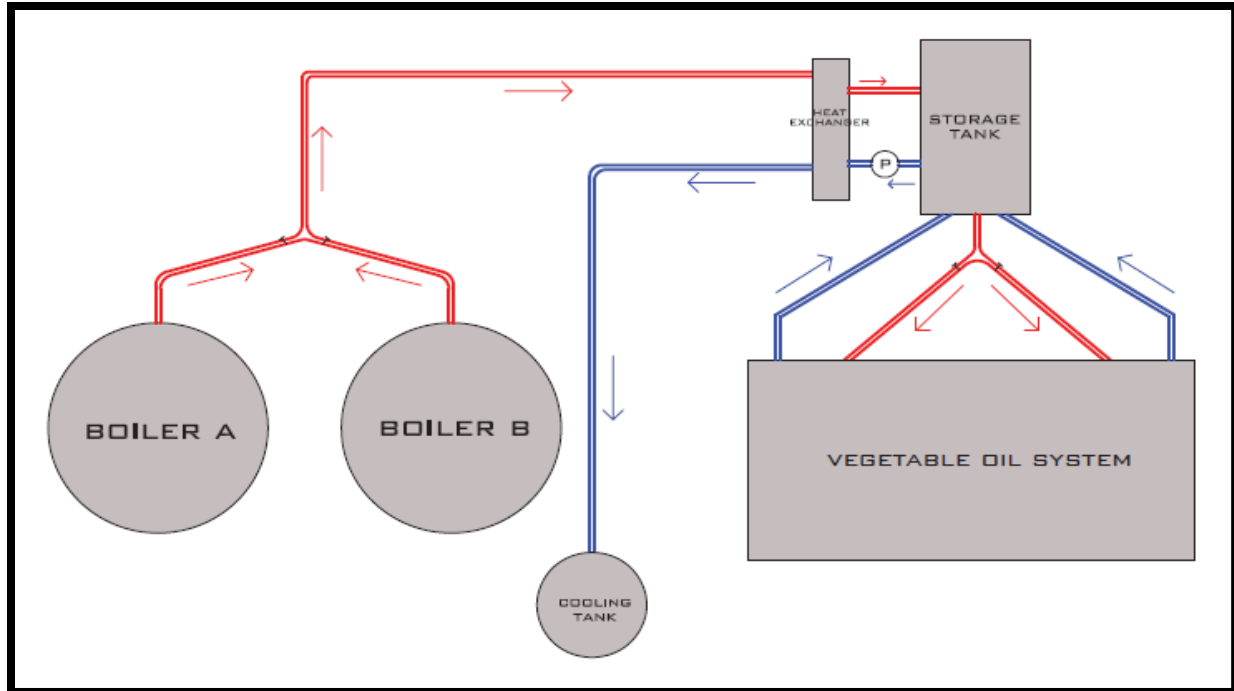 HEAT
EXCHANGER
STORAGE
TANK
P
BOILER A
BOILER B
VEGETABLE OIL SYSTEM
COOLING
TANK